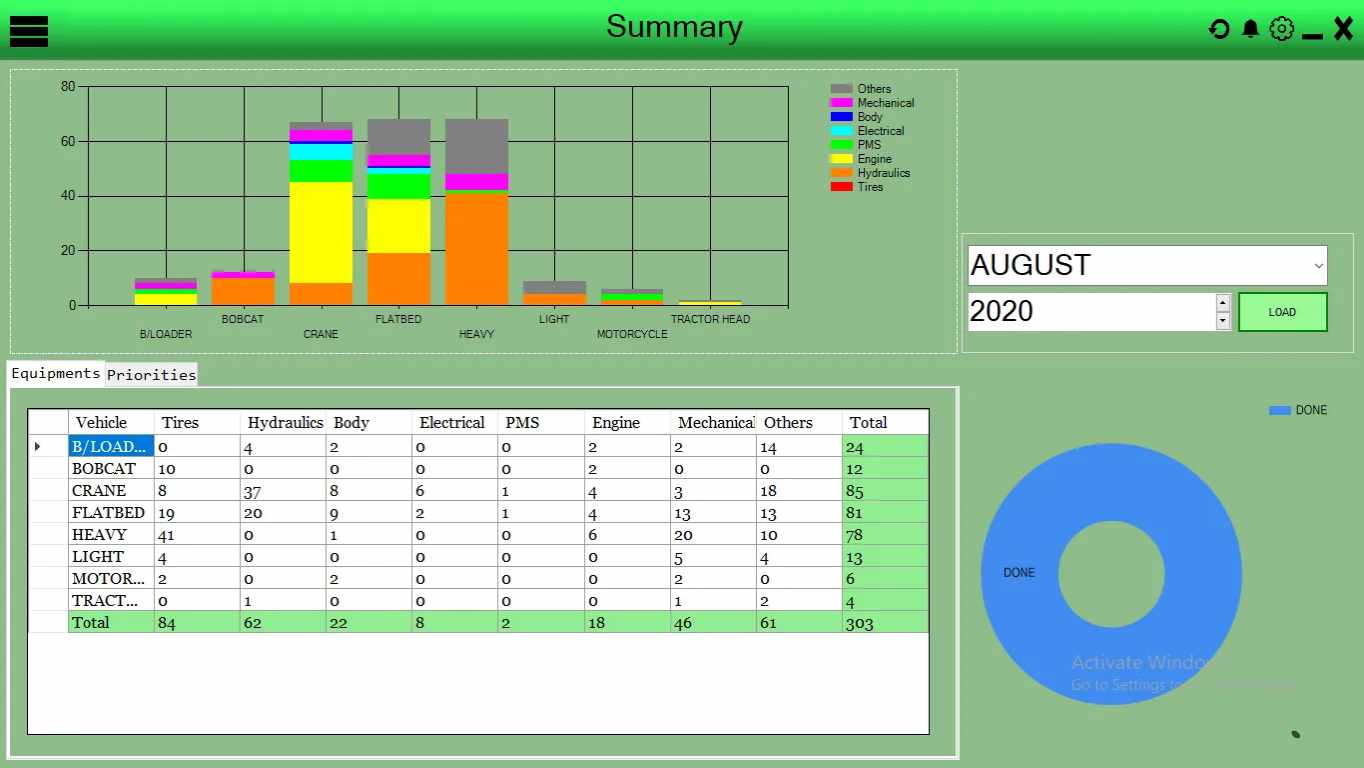 Summary
80
60
40
20
0
BOBCAT FLATBED LIGHT TRACTOR HEAD
B/LOADER CRANE HEAVY MOTORCYCLE
Others
Mechanical
Body
Electrical
PMS
Engine
Hydraulics
Tires
AUGUST
2020
LOAD
Equipments Priorities
Vehicle Tires Hydraulics Body Electrical PMS Engine Mechanical Others Total
B/LOAD... 0 4 2 0 0 2 2 14 24
BOBCAT 10 0 0 0 0 2 0 0 12
CRANE 8 37 8 6 1 4 3 18 85
FLATBED 19 20 9 2 1 4 13 13 81
HEAVY 41 0 1 0 0 6 20 10 78
LIGHT 4 0 0 0 0 0 5 4 13
MOTOR... 2 0 2 0 0 0 2 0 6
TRACT... 0 1 0 0 0 0 1 2 4
Total 84 62 22 8 2 18 46 61 303
DONE
DONE
Activate Windo
Go to Settings to